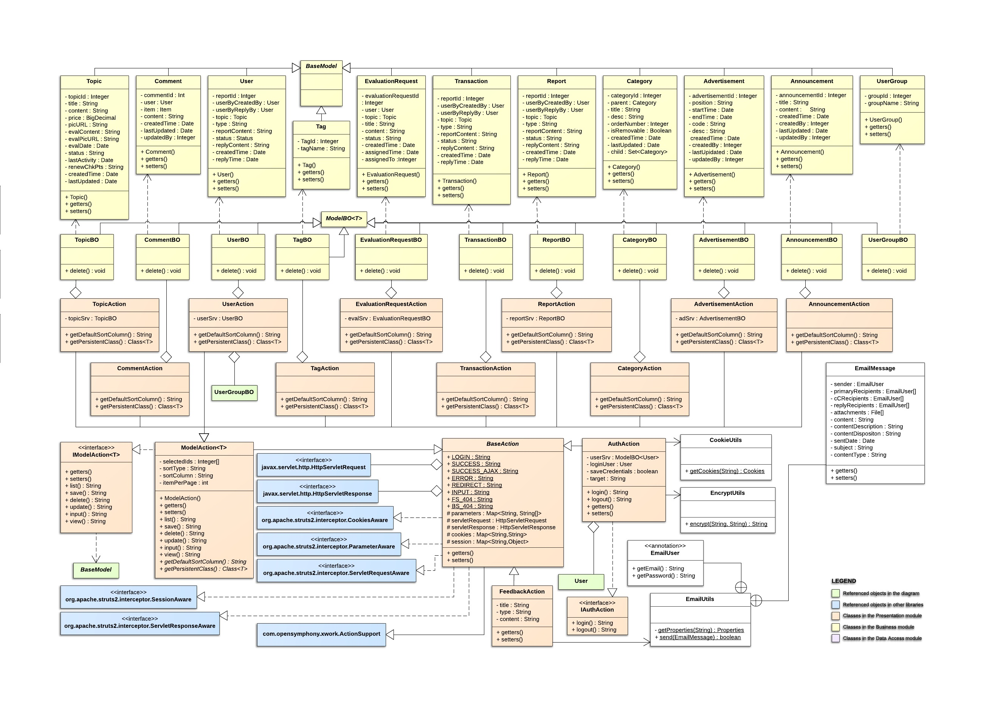 BaseModel
Topic
- topicId : Integer
- title : String
- content : String
- price : BigDecimal
- picURL : String
- evalContent : String
- evalPicURL : String
- evalDate : Date
- status : String
- lastActivity : Date
- renewChkPts : String
- createdTime : Date
- lastUpdated : Date
+ Topic()
+ getters()
+ setters()
Comment
- commentId : Int
- user : User
- item : Item
- content : String
- createdTime : Date
- lastUpdated : Date
- updatedBy : Integer
+ Comment()
+ getters()
+ setters()
User
- reportId : Intger
- userByCreatedBy : User
- userByReplyBy : User
- topic : Topic
- type : String
- reportContent : String
- status : Status
- replyContent : String
- createdTime : Date
- replyTime : Date
+ User()
+ getters()
+ setters()
Tag
- TagId : Integer
- tagName : String
+ Tag()
+ getters()
+ setters()
EvaluationRequest
- evaluationRequestId
: Integer
- user : User
- topic : Topic
- title : String
- content : String
- status : String
- createdTime : Date
- assignedTime : Date
- assignedTo :Integer
+ EvaluationRequest()
+ getters()
+ setters()
Transaction
- reportId : Integer
- userByCreatedBy : User
- userByReplyBy : User
- topic : Topic
- type : String
- reportContent : String
- status : String
- replyContent : String
- createdTime : Date
- replyTime : Date
+ Transaction()
+ getters()
+ setters()
Report
- reportId : Integer
- userByCreatedBy : User
- userByReplyBy : User
- topic : Topic
- type : String
- reportContent : String
- status : String
- replyContent : String
- createdTime : Date
- replyTime : Date
+ Report()
+ getters()
+ setters()
Category
- categoryId : Integer
- parent : Category
- title : String
- desc : String
- orderNumber : Integer
- isRemovable : Boolean
- createdTime : Date
- lastUpdated : Date
- child : Set<Category>
+ Category()
+ getters()
+ setters()
Advertisement
- advertisementId : Integer
- position : String
- startTime : Date
- endTime : Date
- code : String
- desc : String
createdTime : Date
- createdBy : Integer
- lastUpidated : Date
- updatedBy : Integer
+ Advertisement()
+ getters()
+ setters()
Announcement
- announcementId : Integer
- title : String
- content : String
- createdTime : Date
- createdBy : Integer
- lastUpdated : Date
- updatedBy : Integer
+ Announcement()
+ getters()
+ setters()
UserGroup
- groupId : Integer
- groupName : String
+ UserGroup()
+ getters()
+ setters()
ModelBO<T>
TopicBO
+ delete() : void
CommentBO
+ delete() : void
UserBO
+ delete() : void
TagBO
+ delete() : void
EvaluationRequestBO
+ delete() : void
TransactionBO
+ delete() : void
ReportBO
+ delete() : void
CategoryBO
+ delete() : void
AdvertisementBO
+ delete() : void
AnnouncementBO
+ delete() : void
UserGroupBO
+ delete() : void
TopicAction
- topicSrv : TopicBO
+ getDefaultSortColumn() : String
+ getPersistentClass() : Class<T>
UserAction
- userSrv : UserBO
+ getDefaultSortColumn() : String
+ getPersistentClass() : Class<T>
EvaluationRequestAction
- evalSrv : EvaluationRequestBO
+ getDefaultSortColumn() : String
+ getPersistentClass() : Class<T>
ReportAction
- reportSrv : ReportBO
+ getDefaultSortColumn() : String
+ getPersistentClass() : Class<T>
AdvertisementAction
- adSrv : AdvertisementBO
+ getDefaultSortColumn() : String
+ getPersistentClass() : Class<T>
AnnouncementAction
+ getDefaultSortColumn() : String
+ getPersistentClass() : Class<T>
CommentAction
+ getDefaultSortColumn() : String
+ getPersistentClass() : Class<T>
UserGroupBO
TagAction
+ getDefaultSortColumn() : String
+ getPersistentClass() : Class<T>
TransactionAction
+ getDefaultSortColumn() : String
+ getPersistentClass() : Class<T>
CategoryAction
+ getDefaultSortColumn() : String
+ getPersistentClass() : Class<T>
EmailMessage
- sender : EmailUser
- primaryRecipients : EmailUser[]
- cCRecipients : EmailUser[]
- replyRecipients : EmailUser[]
- attachments : File[]
- content : String
- contentDescription : String
- contentDispositon : String
- sentDate : Date
- subject : String
- contentType : String
+ getters()
+ setters()
<<interface>>
IModelAction<T>
+ getters()
+ setters()
+ list() : String
+ save() : String
+ delete() : String
+ update() : String
+ input() : String
+ view() : String
BaseModel
ModelAction<T>
- selectedIds : Integer[]
- sortType : String
- sortColumn : String
- itemPerPage : int
+ ModelAction()
+ getters()
+ setters()
+ list() : String
+ save() : String
+ delete() : String
+ update() : String
+ input() : String
+ view() : String
+ getDefaultSortColumn() : String
+ getPersistentClass() : Class<T>
<<interface>>
javax.servlet.http.HttpServletRequest
<<interface>>
javax.servlet.http.HttpServletResponse
<<interface>>
org.apache.struts2.interceptor.CookiesAware
<<interface>>
org.apache.struts2.interceptor.ParameterAware
<<interface>>
org.apache.struts2.interceptor.ServletRequestAware
<<interface>>
org.apache.struts2.interceptor.SessionAware
<<interface>>
org.apache.struts2.interceptor.ServletResponseAware
com.opensymphony.xwork.ActionSupport
BaseAction
+ LOGIN : String
+ SUCCESS : String
+ SUCCESS_AJAX : String
+ ERROR : String
+ REDIRECT : String
+ INPUT : String
+ FS_404 : String
+ BS_404 : String
# parameters : Map<String, String[]>
# servletRequest : HttpServletRequest
# servletResponse : HttpServletResponse
# cookies : Map<String,String>
# session : Map<String,Object>
+ getters()
+ setters()
FeedbackAction
- title : String
- type : String
- content : String
+ getters()
+ setters()
AuthAction
- userSrv : ModelBO<User>
- loginUser : User
- saveCredentials : boolean
- target : String
+ login() : String
+ logout() : String
+ getters()
+ setters()
User
<<interface>>
IAuthAction
+ login() : String
+ logout() : String
CookieUtils
+ getCookies(String) : Cookies
EncryptUtils
+ encrypt(String, String) : String
<<annotation>>
EmailUser
+ getEmail() : String
+ getPassword() : String
EmailUtils
- getProperties(String) : Properties
+ send(EmailMessage) : boolean
LEGEND
Referenced objects in the diagram
Referenced objects in other libraries
Classes in the Presentation module
Classes in the Business module
Classes in the Data Access module